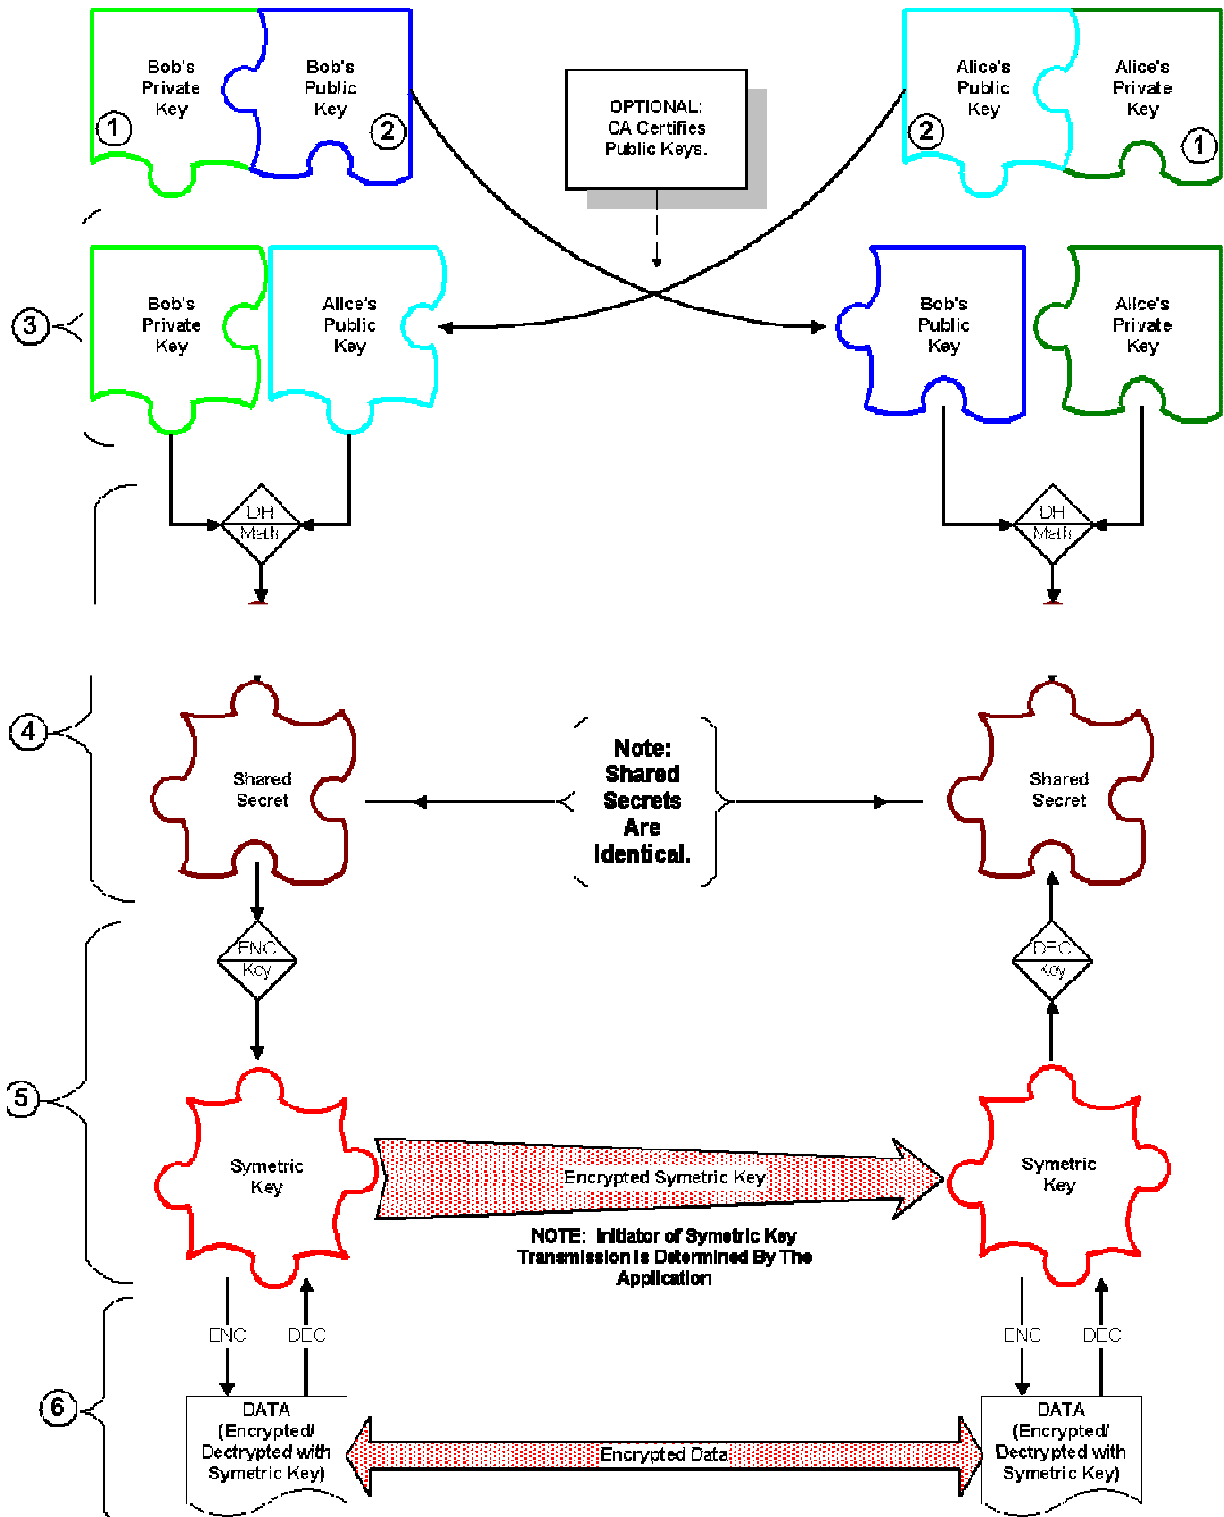 Bob's
Private
Key
1
Bob's
Public
Key
2
OPTIONAL:
CA Certifies
Public Keys.
Alice's
Public
Key
2
Alice's
Private
Key
1
3
Bob's
Private
Key
Alice's
Public
Key
Bob's
Public
Key
Alice's
Private
Key
DH
Math
DH
Math
4
Shared
Secret
Note:
Shared
Secrets
Are
Identical.
Shared
Secret
ENC
Key
DEC
Key
5
Symetric
Key
Encrypted Symetric Key
Symetric
Key
NOTE: Initiator of Symetric Key
Transmission is Determined By The
Application
ENC
DEC
ENC
DEC
6
DATA
(Encrypted/
Dectrypted with
Symetric Key)
Encrypted Data
DATA
(Encrypted/
Dectrypted with
Symetric Key)